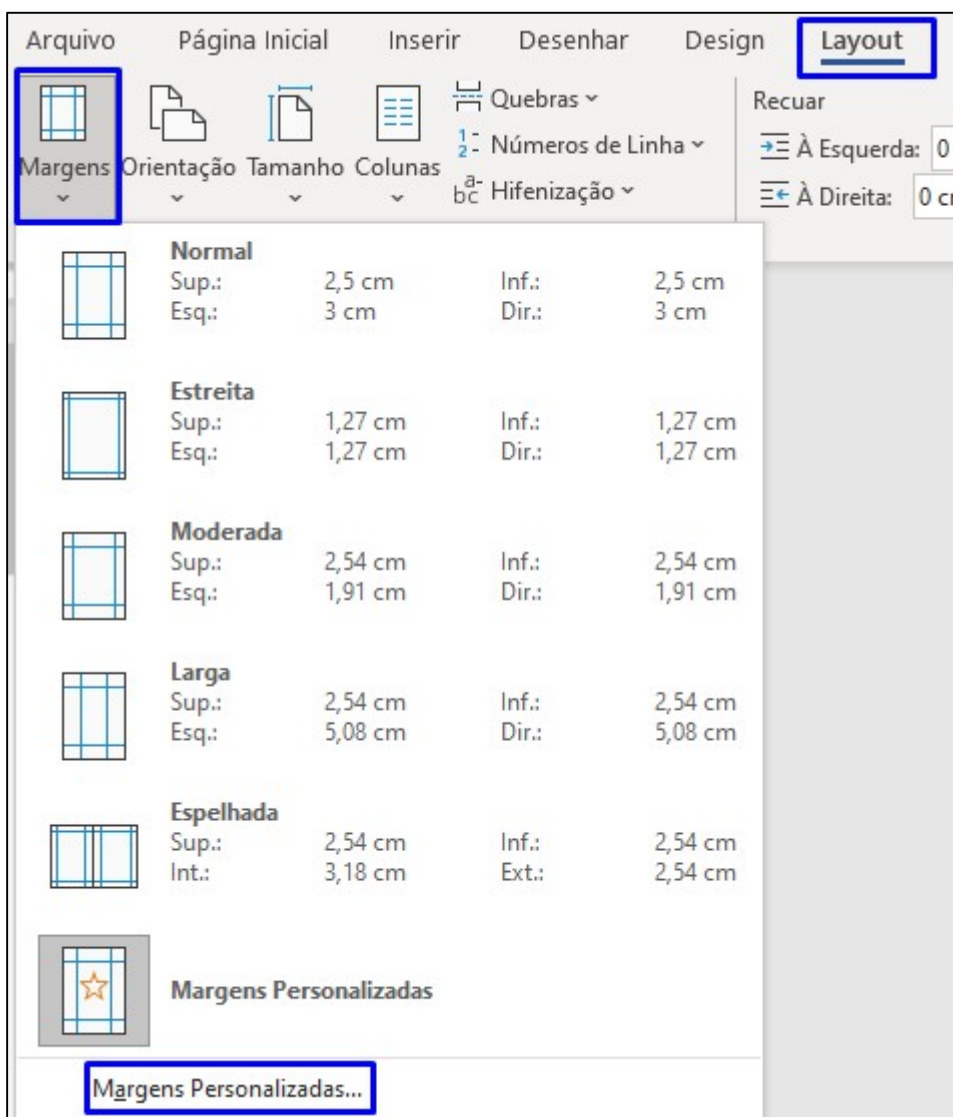 Arquivo Página Inicial Inserir Desenhar Design Layout
Margens Orientação Tamanho Colunas
Quebras
Números de Linha
Hifenização
Recuar
À Esquerda: 0
À Direita: 0 c
Normal
Sup.: 2,5 cm Inf.: 2,5 cm
Esq.: 3 cm Dir.: 3 cm
Estreita
Sup.: 1,27 cm Inf.: 1,27 cm
Esq.: 1,27 cm Dir.: 1,27 cm
Moderada
Sup.: 2,54 cm Inf.: 2,54 cm
Esq.: 1,91 cm Dir.: 1,91 cm
Larga
Sup.: 2,54 cm Inf.: 2,54 cm
Esq.: 5,08 cm Dir.: 5,08 cm
Espelhada
Sup.: 2,54 cm Inf.: 2,54 cm
Int.: 3,18 cm Ext.: 2,54 cm
Margens Personalizadas
Margens Personalizadas...